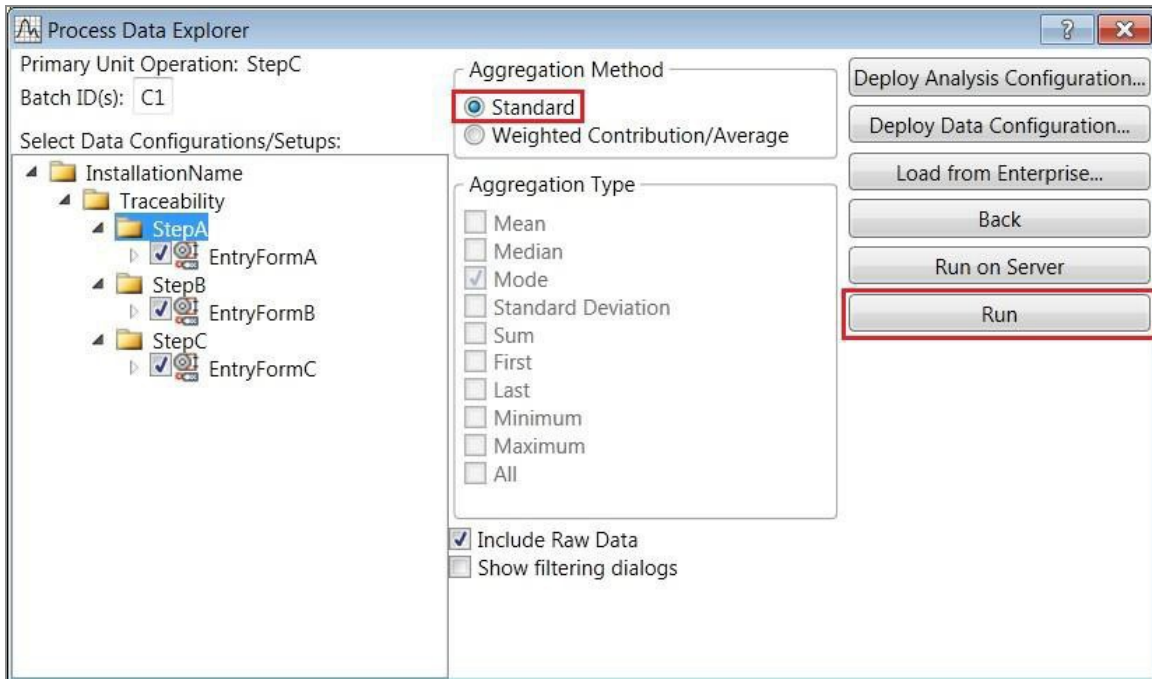 Process Data Explorer
Primary Unit Operation: StepC
Batch ID(s): C1
Select Data Configurations/Setups:
InstallationName
Traceability
StepA
EntryFormA
StepB
EntryFormB
StepC
EntryFormC
Aggregation Method
Standard
Weighted Contribution/Average
Aggregation Type
Mean
Median
Mode
Standard Deviation
Sum
First
Last
Minimum
Maximum
All
Include Raw Data
Show filtering dialogs
Deploy Analysis Configuration...
Deploy Data Configuration...
Load from Enterprise...
Back
Run on Server
Run